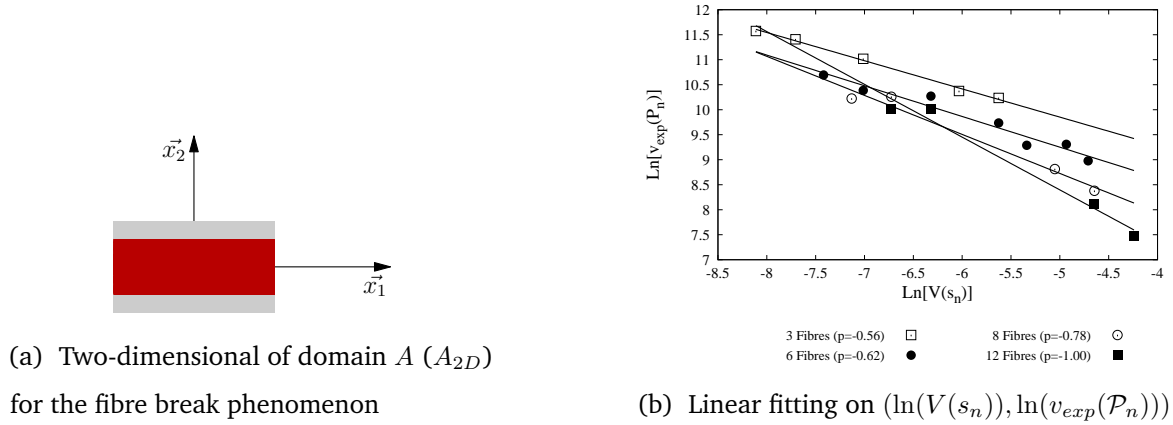 x⃗₂
x⃗₁
(a) Two-dimensional of domain A (A₂D)
for the fibre break phenomenon
Ln[v_exp(P_n)]
12
11.5
11
10.5
10
9.5
9
8.5
8
7.5
7
-8.5 -8 -7.5 -7 -6.5 -6 -5.5 -5 -4.5 -4
Ln[V(s_n)]
3 Fibres (p=-0.56) 8 Fibres (p=-0.78)
6 Fibres (p=-0.62) 12 Fibres (p=-1.00)
(b) Linear fitting on (ln(V(s_n)), ln(v_exp(𝒫_n)))